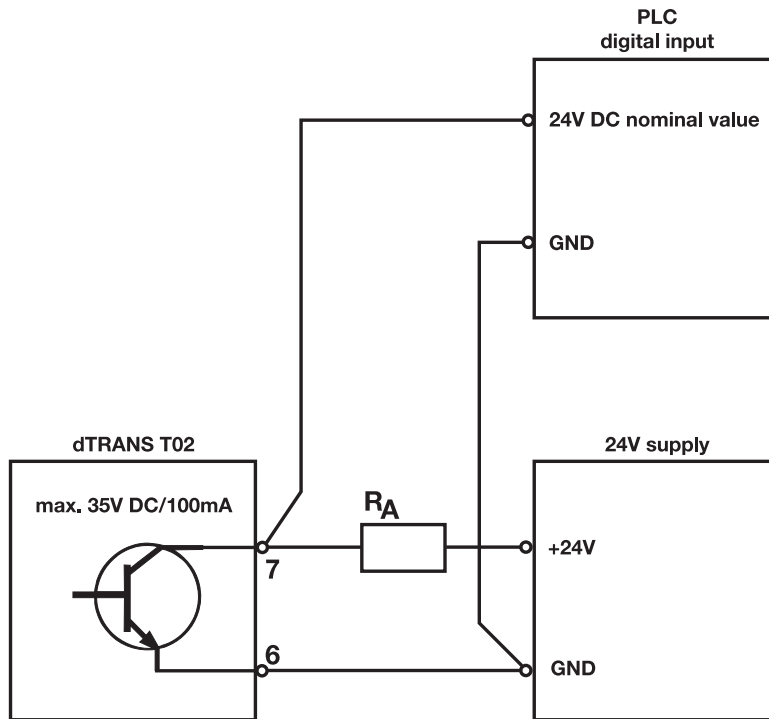 PLC
digital input
24V DC nominal value
GND
dTRANS T02
24V supply
max. 35V DC/100mA
RA
+24V
7
6
GND